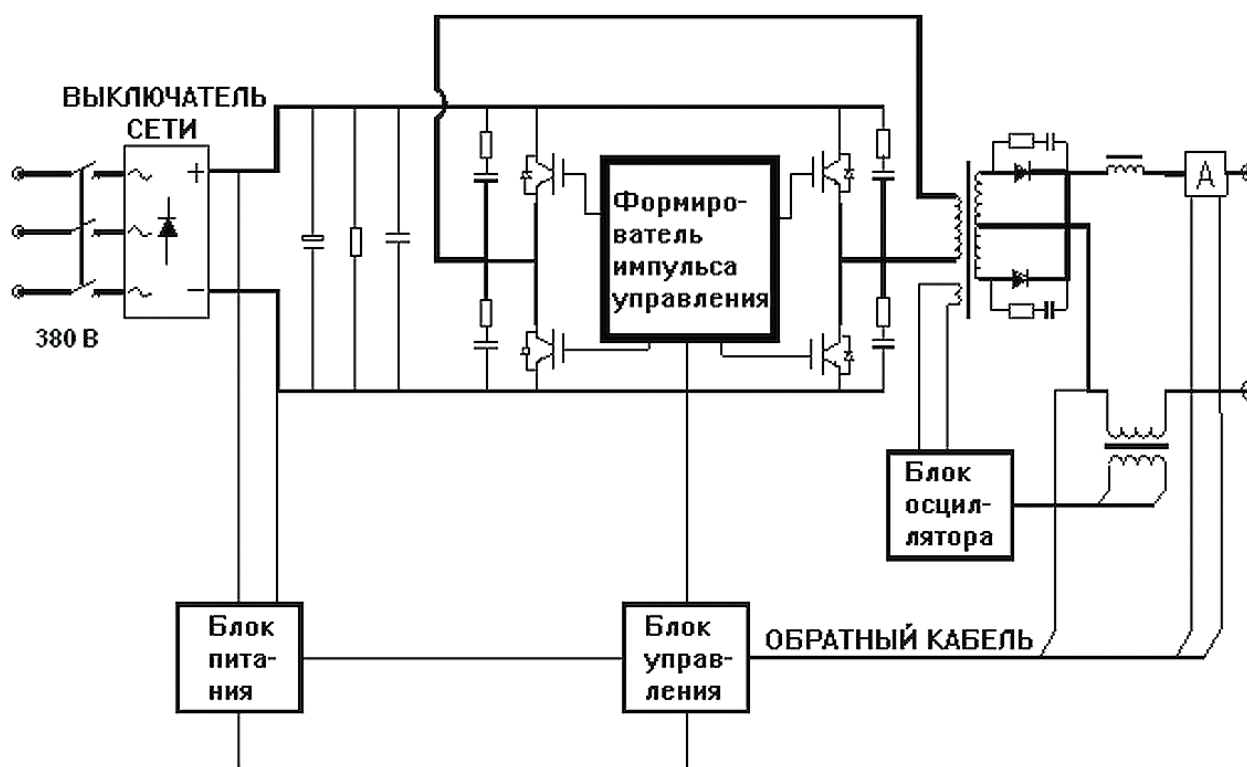 ВЫКЛЮЧАТЕЛЬ
СЕТИ
+
−
380 В
Формиро-
ватель
импульса
управления
А
Блок
осцил-
лятора
Блок
пита-
ния
Блок
управ-
ления
ОБРАТНЫЙ КАБЕЛЬ